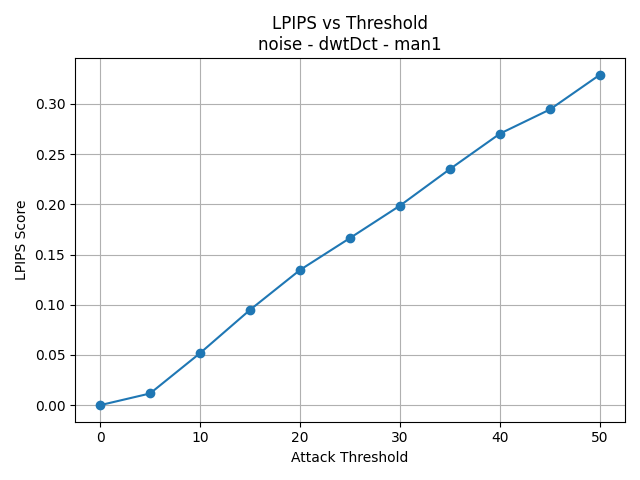 LPIPS vs Threshold
noise - dwtDct - man1
LPIPS Score
0.30
0.25
0.20
0.15
0.10
0.05
0.00
0 10 20 30 40 50
Attack Threshold